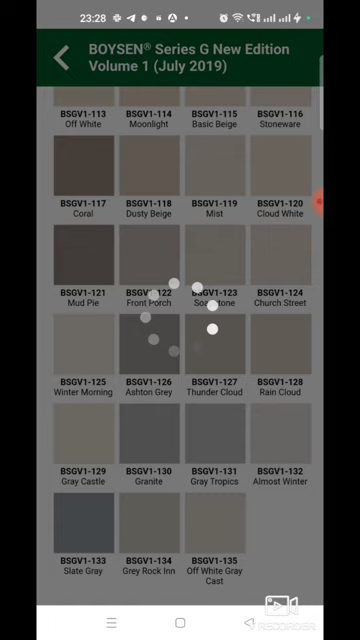 23:28
BOYSEN® Series G New Edition
Volume 1 (July 2019)
BSGV1-113 BSGV1-114 BSGV1-115 BSGV1-116
Off White Moonlight Basic Beige Stoneware
BSGV1-117 BSGV1-118 BSGV1-119 BSGV1-120
Coral Dusty Beige Mist Cloud White
BSGV1-121 122 BSGV1-123 BSGV1-124
Mud Pie Front Porch Church Street
BSGV1-125 BSGV1-126 BSGV1-127 BSGV1-128
Winter Morning Ashton Grey Thunder Cloud Rain Cloud
BSGV1-129 BSGV1-130 BSGV1-131 BSGV1-132
Gray Castle Granite Gray Tropics Almost Winter
BSGV1-133 BSGV1-134 BSGV1-135
Slate Gray Grey Rock Inn Off White Gray
Cast
RECORDER